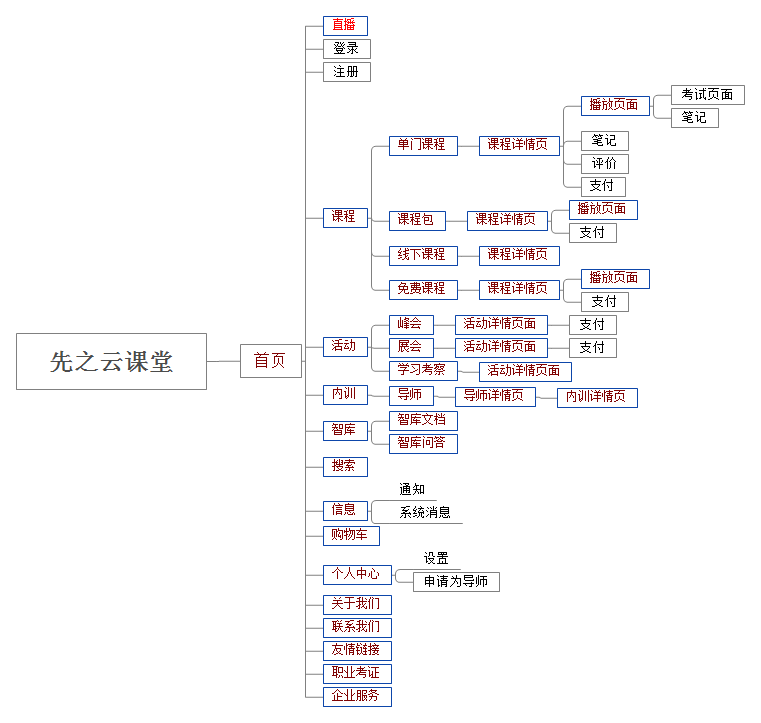 直播
登录
注册
考试页面
播放页面
笔记
单门课程
课程详情页
笔记
评价
支付
课程
课程包
课程详情页
播放页面
支付
线下课程
课程详情页
免费课程
课程详情页
播放页面
支付
先之云课堂
首页
活动
峰会
活动详情页面
支付
展会
活动详情页面
支付
学习考察
活动详情页面
内训
导师
导师详情页
内训详情页
智库
智库文档
智库问答
搜索
信息
通知
系统消息
购物车
个人中心
设置
申请为导师
关于我们
联系我们
友情链接
职业考证
企业服务